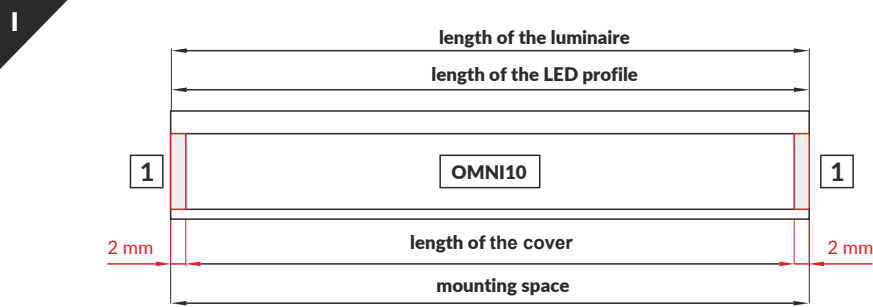 I
length of the luminaire
length of the LED profile
1 OMNI10 1
2 mm length of the cover 2 mm
mounting space